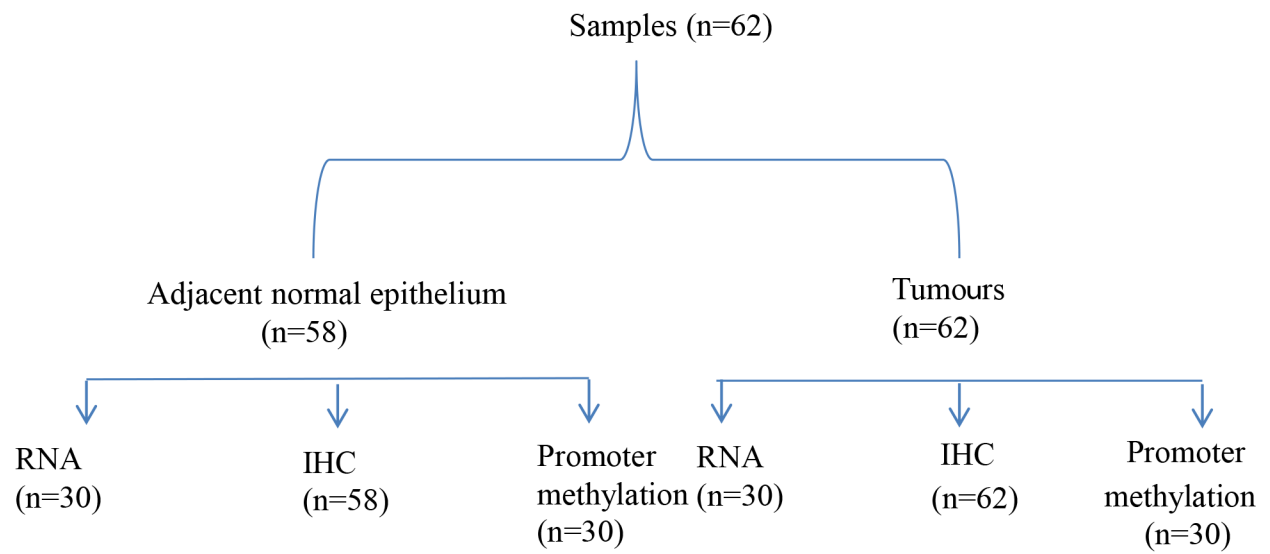 Samples (n=62)
Adjacent normal epithelium
(n=58)
Tumours
(n=62)
RNA
(n=30)
IHC
(n=58)
Promoter
methylation
(n=30)
RNA
(n=30)
IHC
(n=62)
Promoter
methylation
(n=30)